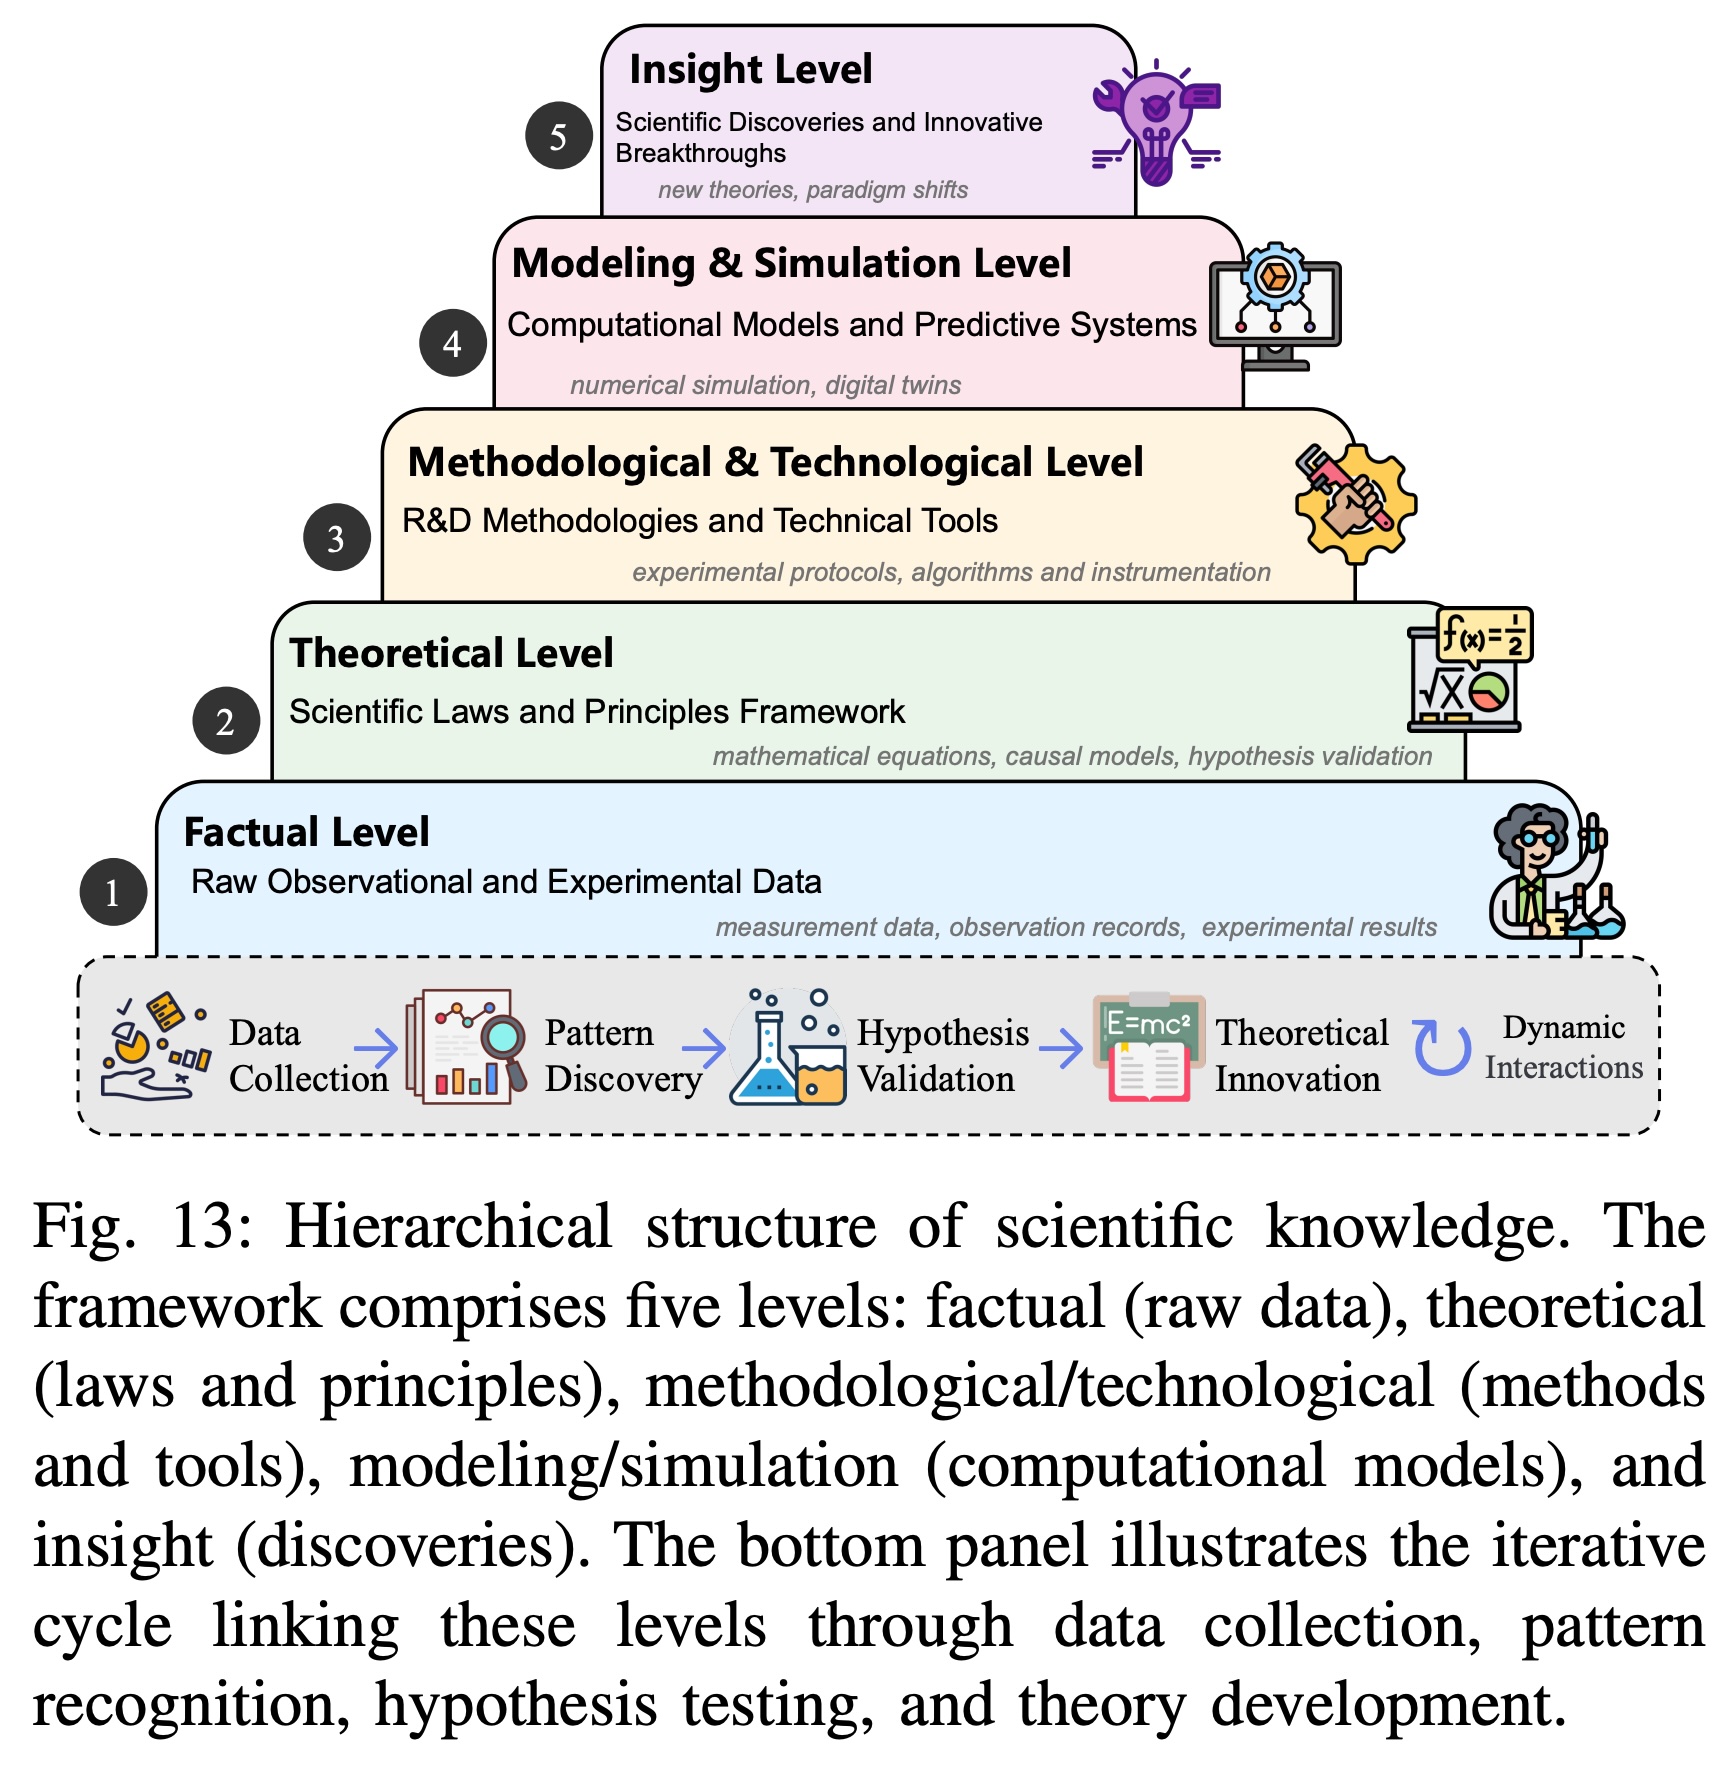 Insight Level
5
Scientific Discoveries and Innovative
Breakthroughs
new theories, paradigm shifts
Modeling & Simulation Level
4
Computational Models and Predictive Systems
numerical simulation, digital twins
Methodological & Technological Level
3
R&D Methodologies and Technical Tools
experimental protocols, algorithms and instrumentation
f(x)=1/2
√X
Theoretical Level
2
Scientific Laws and Principles Framework
mathematical equations, causal models, hypothesis validation
Factual Level
1
Raw Observational and Experimental Data
measurement data, observation records, experimental results
Data
Collection
Pattern
Discovery
Hypothesis
Validation
E=mc²
Theoretical
Innovation
Dynamic
Interactions
Fig. 13: Hierarchical structure of scientific knowledge. The
framework comprises five levels: factual (raw data), theoretical
(laws and principles), methodological/technological (methods
and tools), modeling/simulation (computational models), and
insight (discoveries). The bottom panel illustrates the iterative
cycle linking these levels through data collection, pattern
recognition, hypothesis testing, and theory development.